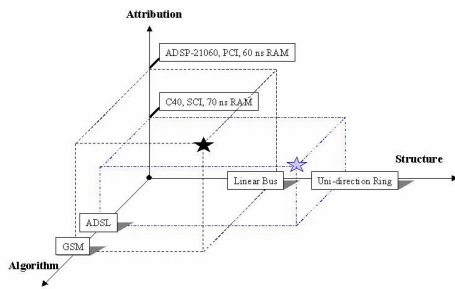 Attribution
ADSP-21060, PCI, 60 ns RAM
C40, SCI, 70 ns RAM
Structure
Linear Bus
Uni-direction Ring
ADSL
GSM
Algorithm